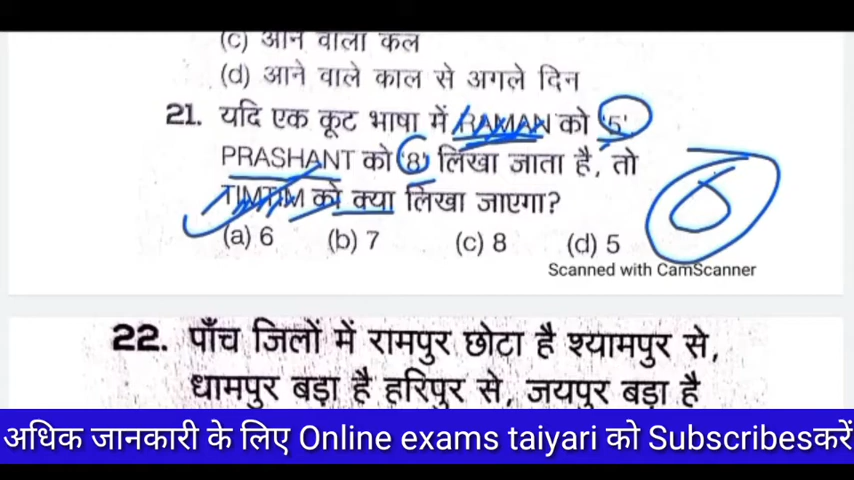 (c) आने वाला कल
(d) आने वाले काल से अगले दिन
21. यदि एक कूट भाषा में RAMAN को '5'
PRASHANT को '8' लिखा जाता है, तो
TIMTIM को क्या लिखा जाएगा?
(a) 6 (b) 7 (c) 8 (d) 5
Scanned with CamScanner
22. पाँच जिलों में रामपुर छोटा है श्यामपुर से,
धामपुर बड़ा है हरिपुर से, जयपुर बड़ा है
अधिक जानकारी के लिए Online exams taiyari को Subscribesकरें